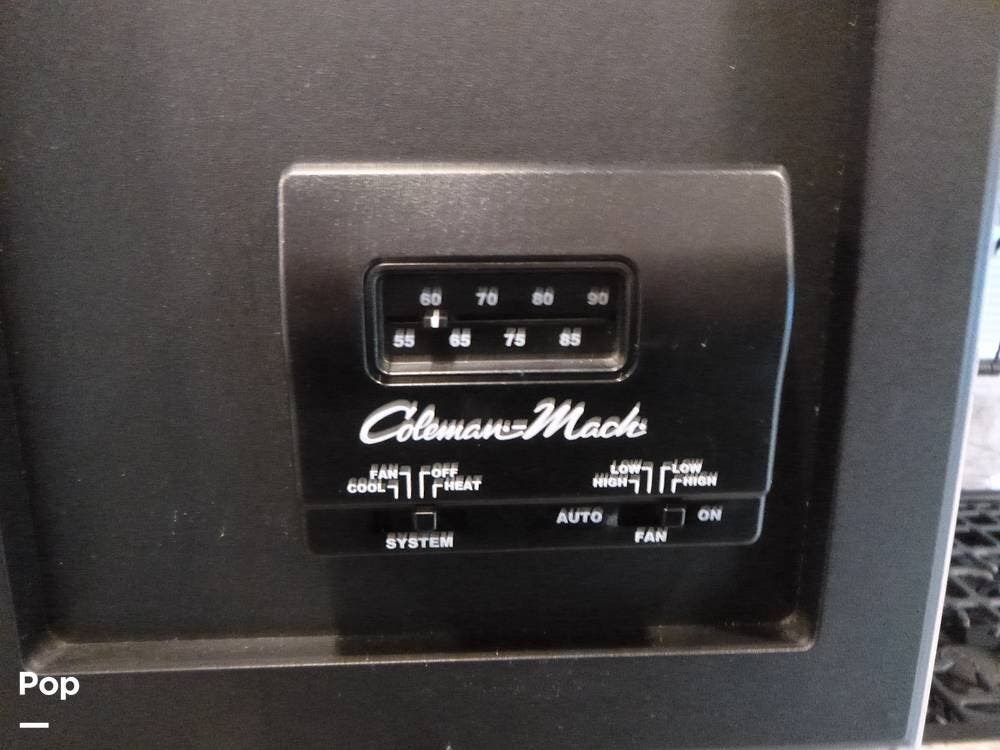 60 70 80 90
55 65 75 85
Coleman-Mach
FAN OFF LOW LOW
COOL HEAT HIGH HIGH
AUTO ON
SYSTEM FAN
Pop